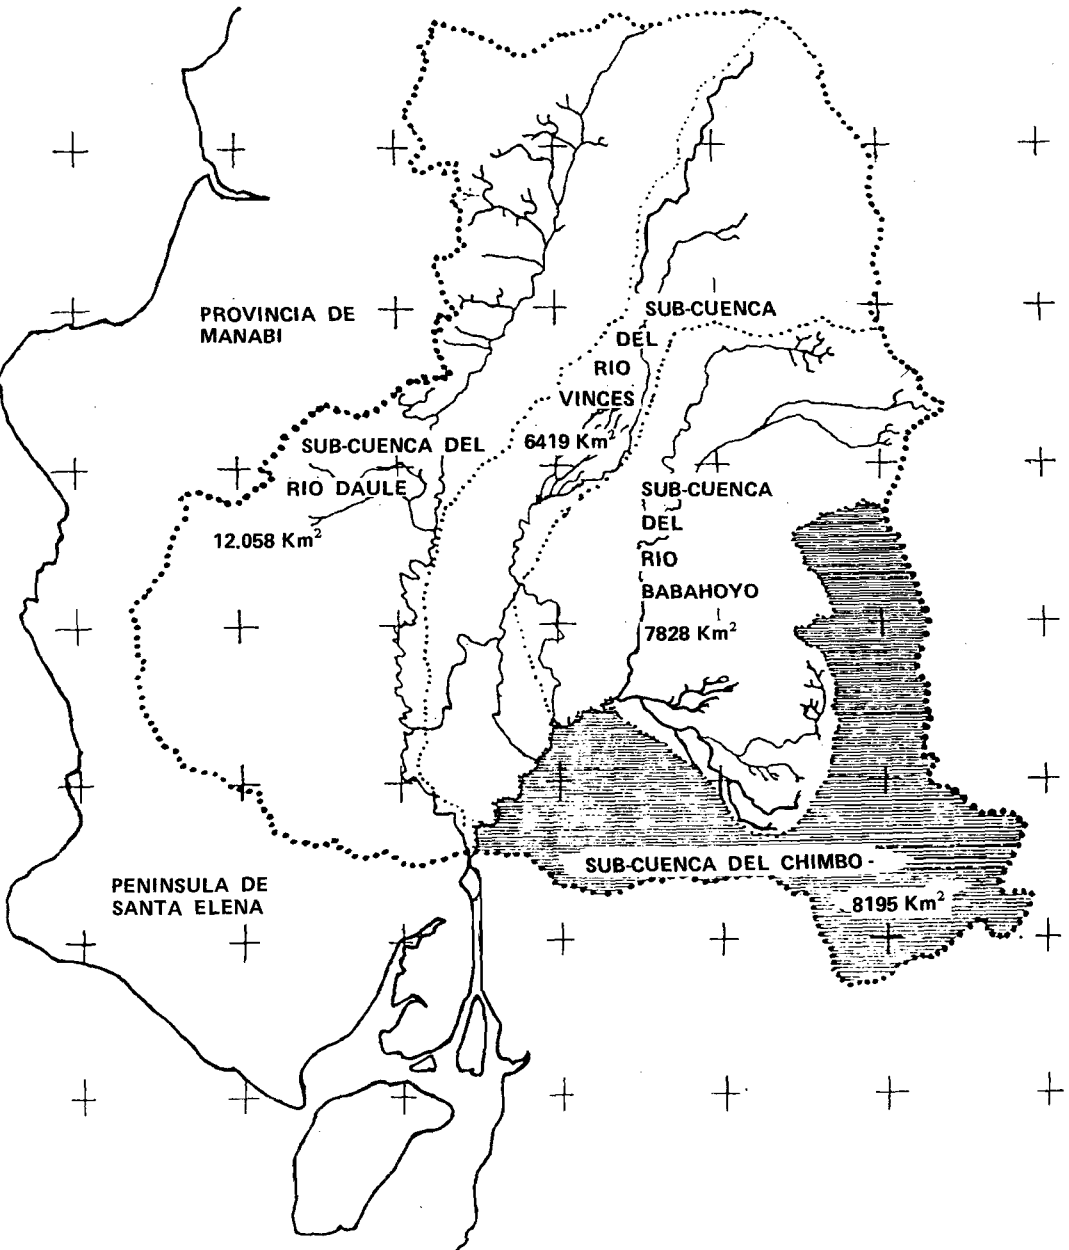 PROVINCIA DE
MANABI
SUB-CUENCA
DEL
RIO
VINCES
6419 Km²
SUB-CUENCA DEL
RIO DAULE
12.058 Km²
SUB-CUENCA
DEL
RIO
BABAHOYO
7828 Km²
SUB-CUENCA DEL CHIMBO -
8195 Km²
PENINSULA DE
SANTA ELENA